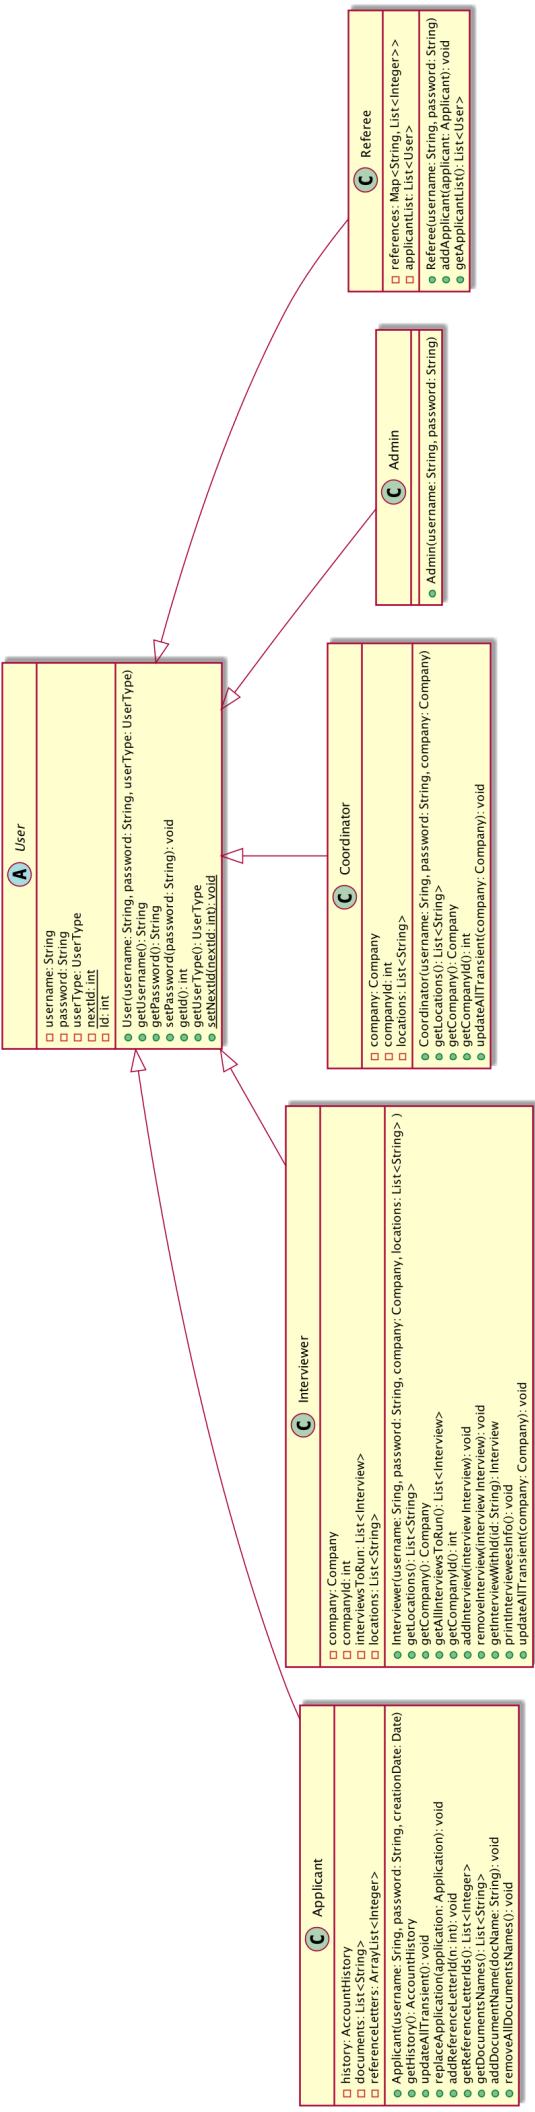 A User
username: String
password: String
userType: UserType
nextId: int
Id: int
User(username: String, password: String, userType: UserType)
getUsername(): String
getPassword(): String
setPassword(password: String): void
getId(): int
getUserType(): UserType
setNextId(nextId: int): void
C Applicant
history: AccountHistory
documents: List<String>
referenceLetters: ArrayList<Integer>
Applicant(username: Sring, password: String, creationDate: Date)
getHistory(): AccountHistory
updateAllTransient(): void
replaceApplication(application: Application): void
addReferenceLetterId(n: int): void
getReferenceLetterIds(): List<Integer>
getDocumentsNames(): List<String>
addDocumentName(docName: String): void
removeAllDocumentsNames(): void
C Interviewer
company: Company
companyId: int
interviewsToRun: List<Interview>
locations: List<String>
Interviewer(username: Sring, password: String, company: Company, locations: List<String> )
getLocations(): List<String>
getCompany(): Company
getAllInterviewsToRun(): List<Interview>
getCompanyId(): int
addInterview(interview Interview): void
removeInterview(interview Interview): void
getInterviewWithId(id: String): Interview
printIntervieweesInfo(): void
updateAllTransient(company: Company): void
C Coordinator
company: Company
companyId: int
locations: List<String>
Coordinator(username: Sring, password: String, company: Company)
getLocations(): List<String>
getCompany(): Company
getCompanyId(): int
updateAllTransient(company: Company): void
C Admin
Admin(username: String, password: String)
C Referee
references: Map<String, List<Integer>>
applicantList: List<User>
Referee(username: String, password: String)
addApplicant(applicant: Applicant): void
getApplicantList(): List<User>